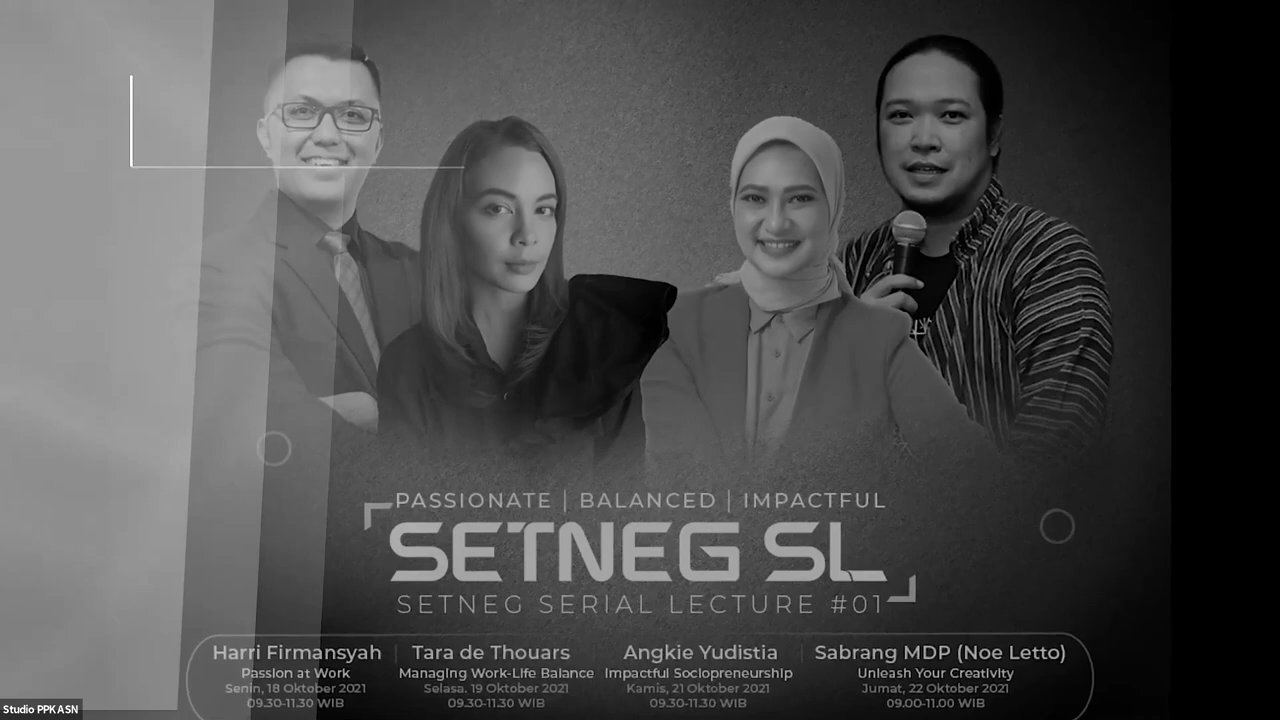 PASSIONATE | BALANCED | IMPACTFUL
SETNEG SL
SETNEG SERIAL LECTURE #01
Harri Firmansyah
Passion at Work
Senin, 18 Oktober 2021
09.30-11.30 WIB
Tara de Thouars
Managing Work-Life Balance
Selasa, 19 Oktober 2021
09.30-11.30 WIB
Angkie Yudistia
Impactful Sociopreneurship
Kamis, 21 Oktober 2021
09.30-11.30 WIB
Sabrang MDP (Noe Letto)
Unleash Your Creativity
Jumat, 22 Oktober 2021
09.00-11.00 WIB
Studio PPKASN